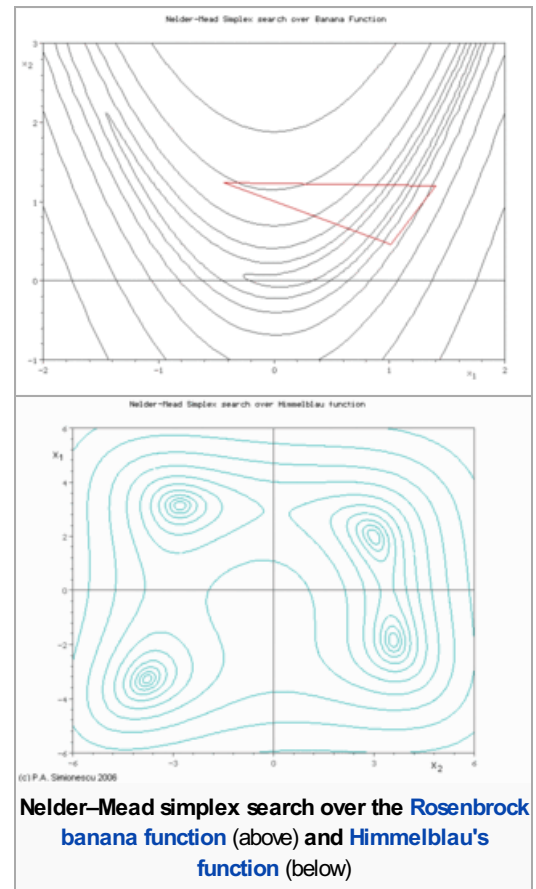 Nelder-Mead Simplex search over Banana Function
3
x2
2
1
0
-1
-2
-1
0
1
x1
2
Nelder-Mead Simplex search over Himmelblau function
6
x1
4
2
0
-2
-4
-6
-6
-3
0
3
x2
6
(c) P.A. Simionescu 2006
Nelder–Mead simplex search over the Rosenbrock
banana function (above) and Himmelblau's
function (below)